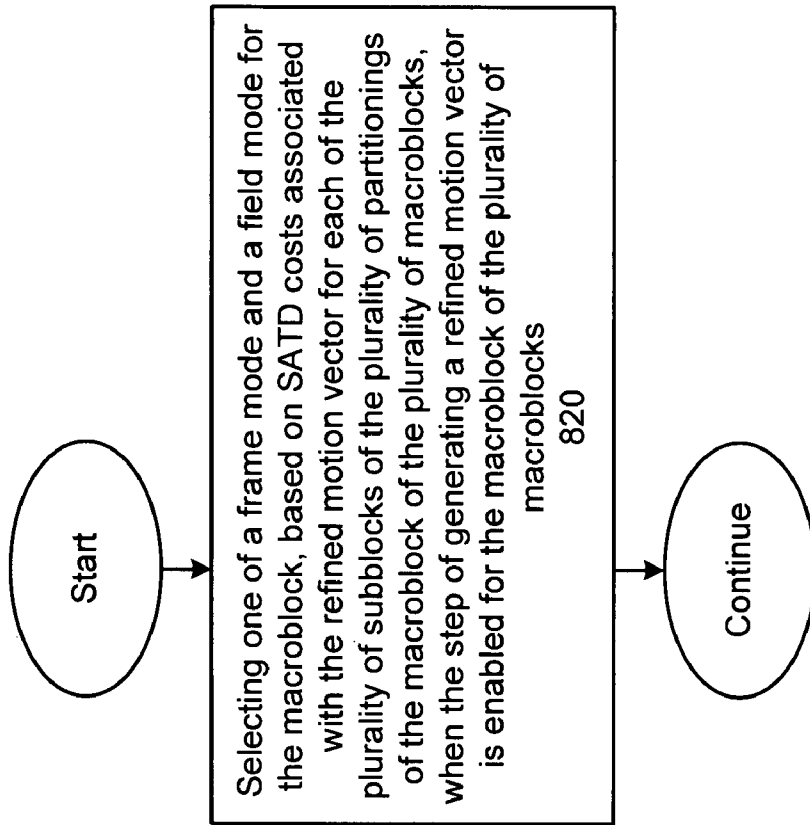 Start
Selecting one of a frame mode and a field mode for
the macroblock, based on SATD costs associated
with the refined motion vector for each of the
plurality of subblocks of the plurality of partitionings
of the macroblock of the plurality of macroblocks,
when the step of generating a refined motion vector
is enabled for the macroblock of the plurality of
macroblocks
820
Continue